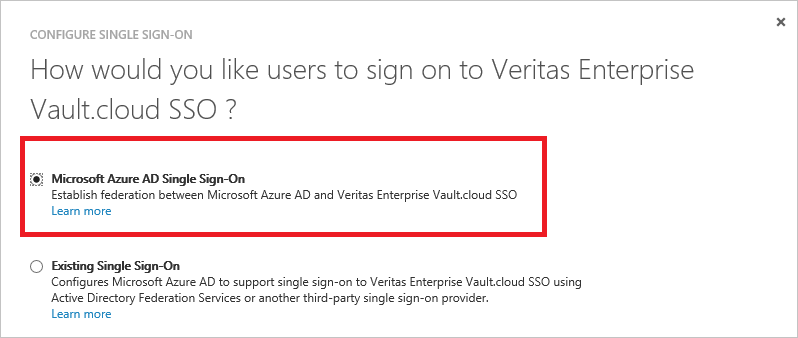 CONFIGURE SINGLE SIGN-ON
How would you like users to sign on to Veritas Enterprise
Vault.cloud SSO ?
Microsoft Azure AD Single Sign-On
Establish federation between Microsoft Azure AD and Veritas Enterprise Vault.cloud SSO
Learn more
Existing Single Sign-On
Configures Microsoft Azure AD to support single sign-on to Veritas Enterprise Vault.cloud SSO using
Active Directory Federation Services or another third-party single sign-on provider.
Learn more